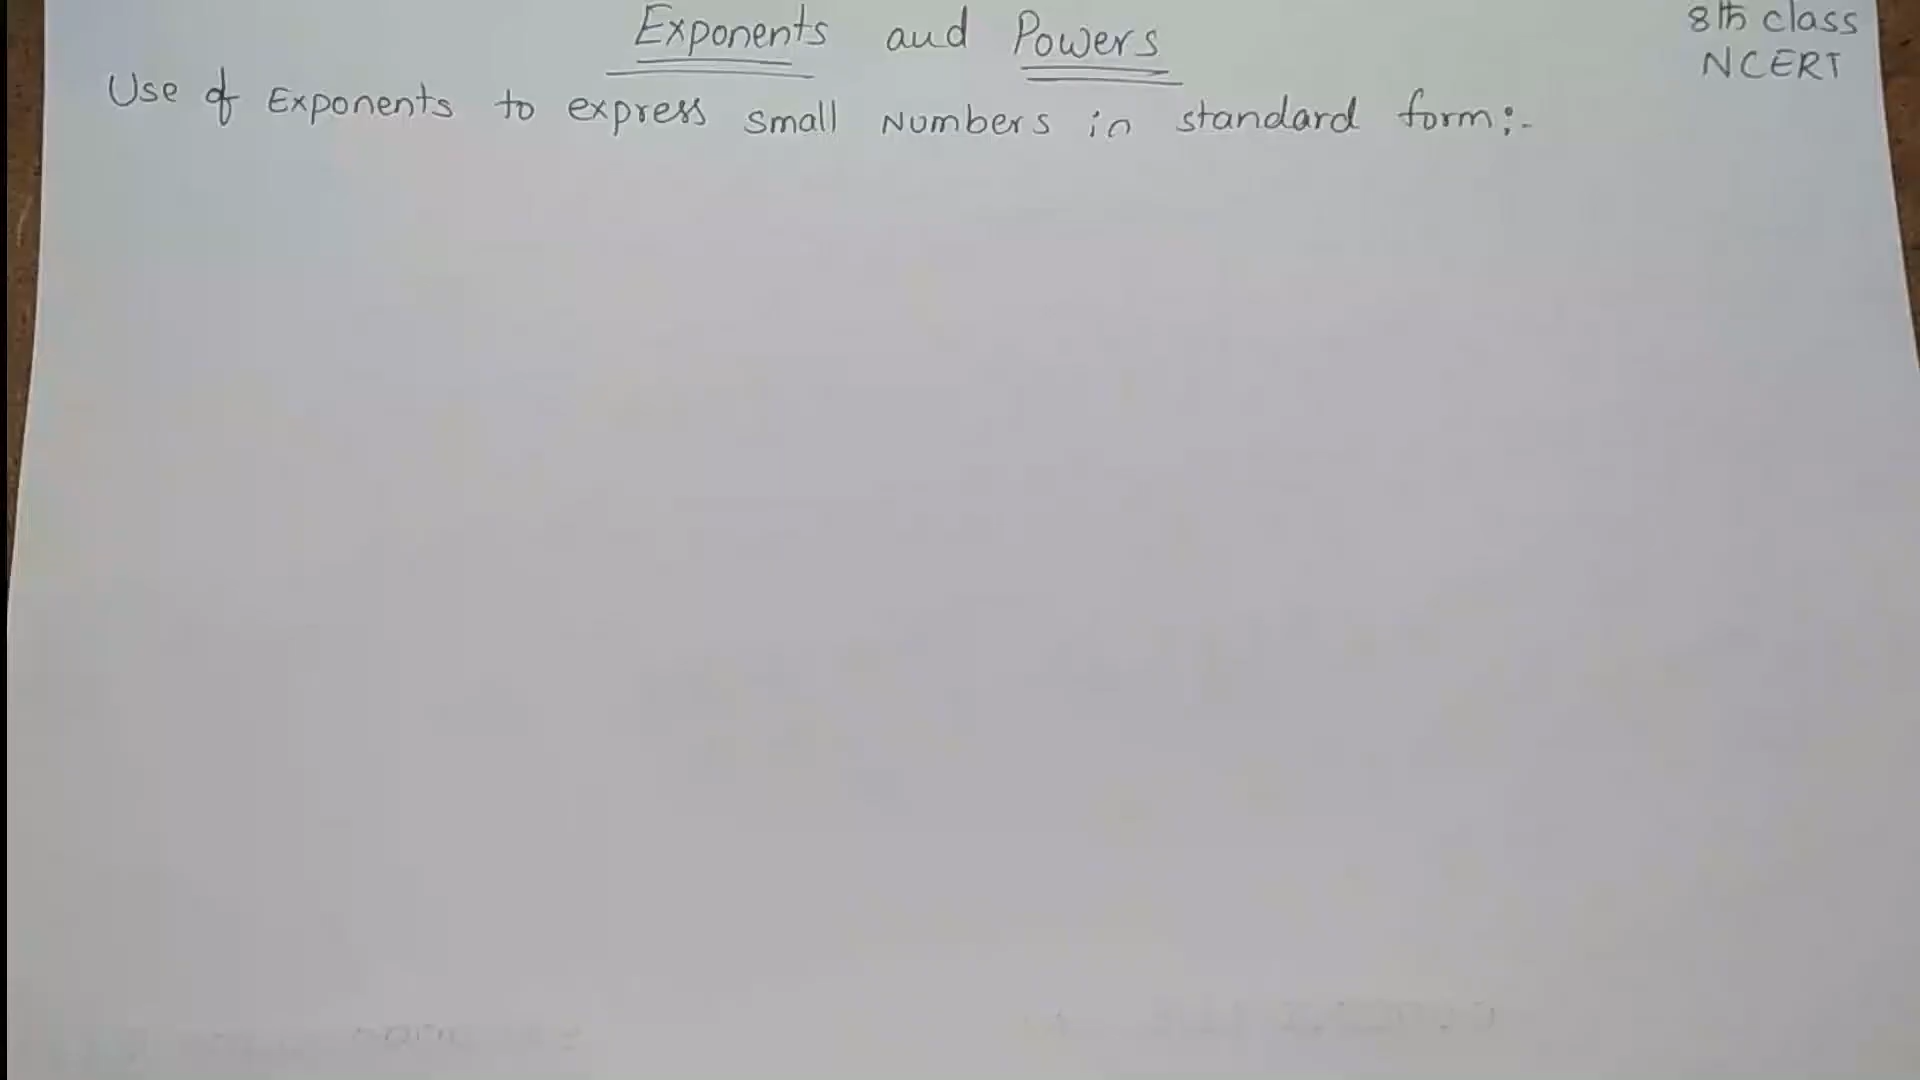 Exponents and Powers
8th class
NCERT
Use of Exponents to express small Numbers in standard form:-